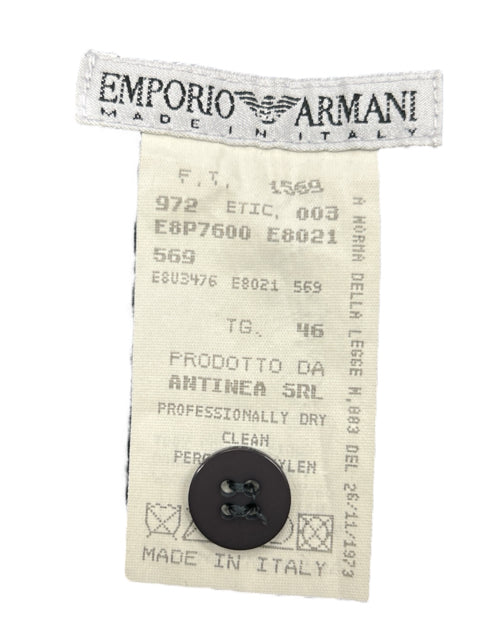 EMPORIO ARMANI
MADE IN ITALY
F.T. 1569
972 ETIC. 003
E8P7600 E8021
569
E8U3476 E8021 569
TG. 46
PRODOTTO DA
ANTINEA SRL
PROFESSIONALLY DRY
CLEAN
MADE IN ITALY
A NORMA DELLA LEGGE N.883 DEL 26/11/1973